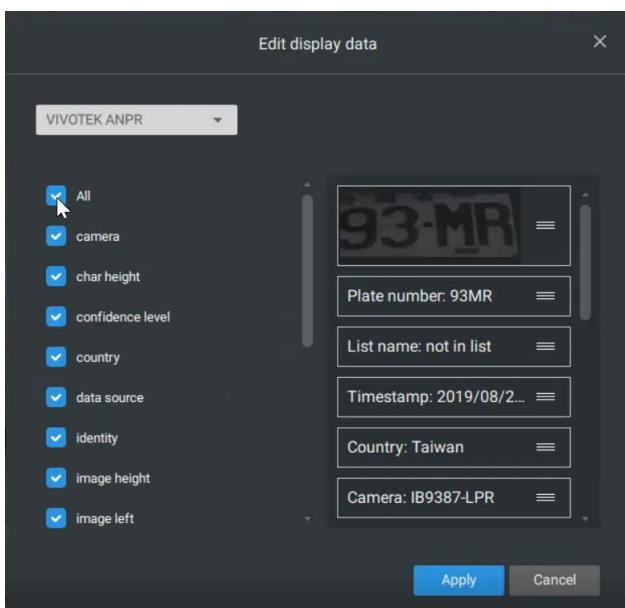 Edit display data
VIVOTEK ANPR
All
camera
char height
confidence level
country
data source
identity
image height
image left
93-MR
Plate number: 93MR
List name: not in list
Timestamp: 2019/08/2...
Country: Taiwan
Camera: IB9387-LPR
Apply
Cancel